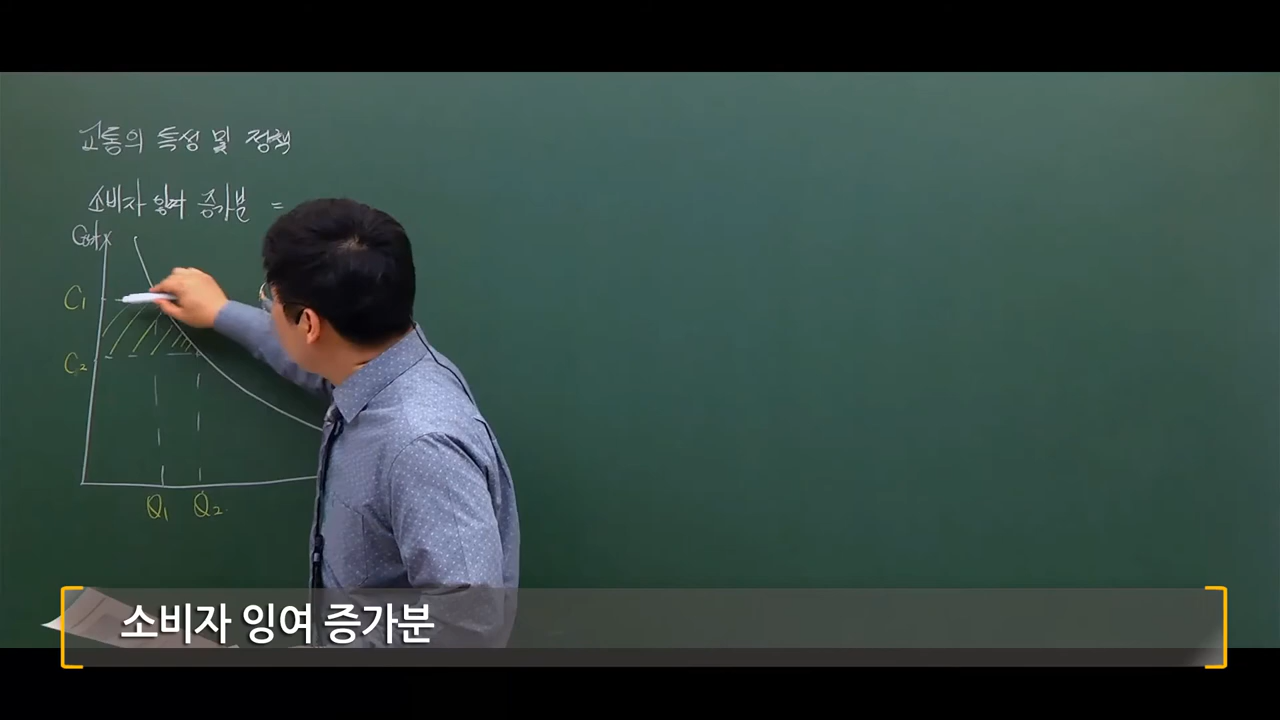 교통의 특성 및 정책
소비자 잉여 증가분 =
Cost
C₁
C₂
Q₁ Q₂
소비자 잉여 증가분